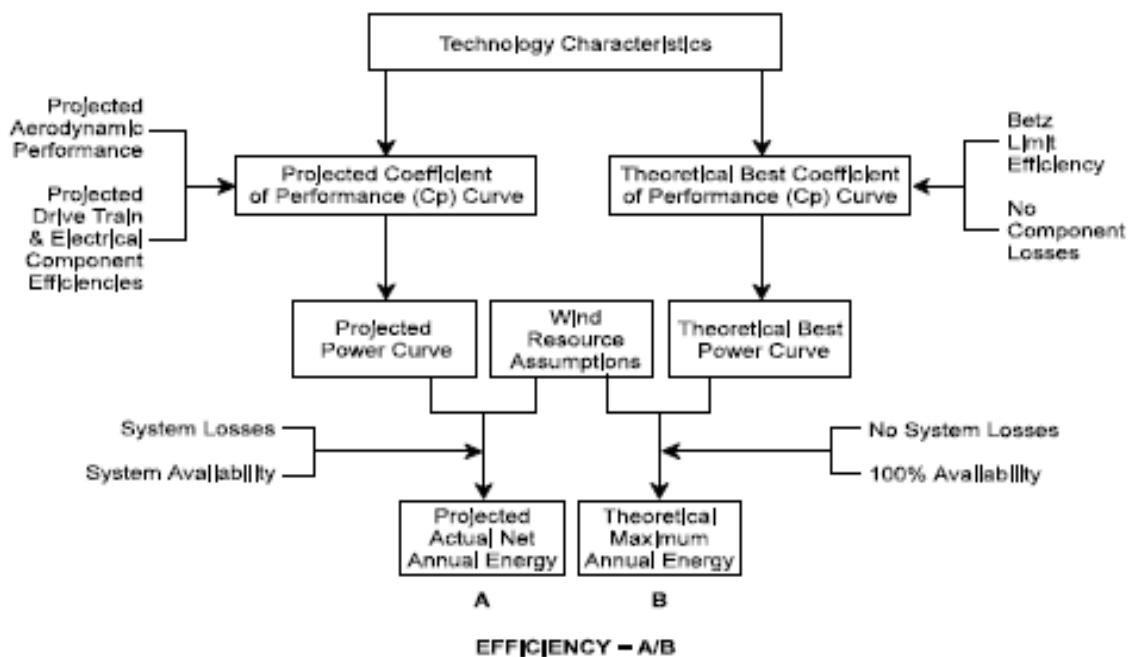 Technology Characteristics
Projected
Aerodynamic
Performance
Projected
Drive Train
& Electrical
Component
Efficiencies
Projected Coefficient
of Performance (Cp) Curve
Theoretical Best Coefficient
of Performance (Cp) Curve
Betz
Limit
Efficiency
No
Component
Losses
Projected
Power Curve
Wind
Resource
Assumptions
Theoretical Best
Power Curve
System Losses
System Availability
No System Losses
100% Availability
Projected
Actual Net
Annual Energy
Theoretical
Maximum
Annual Energy
A
B
EFFICIENCY – A/B